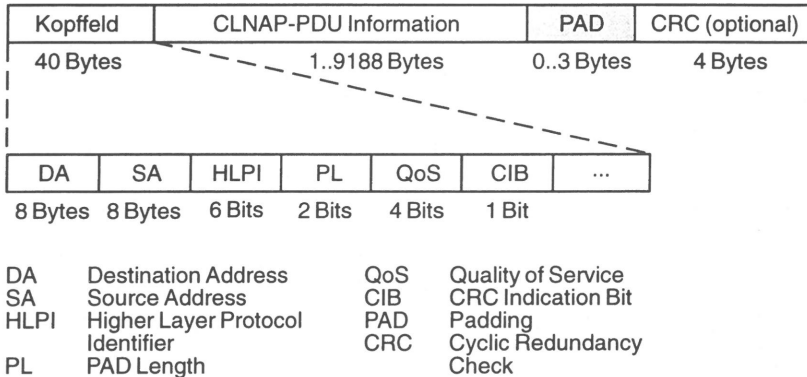 Kopffeld CLNAP-PDU Information PAD CRC (optional)
40 Bytes 1..9188 Bytes 0..3 Bytes 4 Bytes
DA SA HLPI PL QoS CIB ...
8 Bytes 8 Bytes 6 Bits 2 Bits 4 Bits 1 Bit
DA Destination Address QoS Quality of Service
SA Source Address CIB CRC Indication Bit
HLPI Higher Layer Protocol PAD Padding
Identifier CRC Cyclic Redundancy
PL PAD Length Check